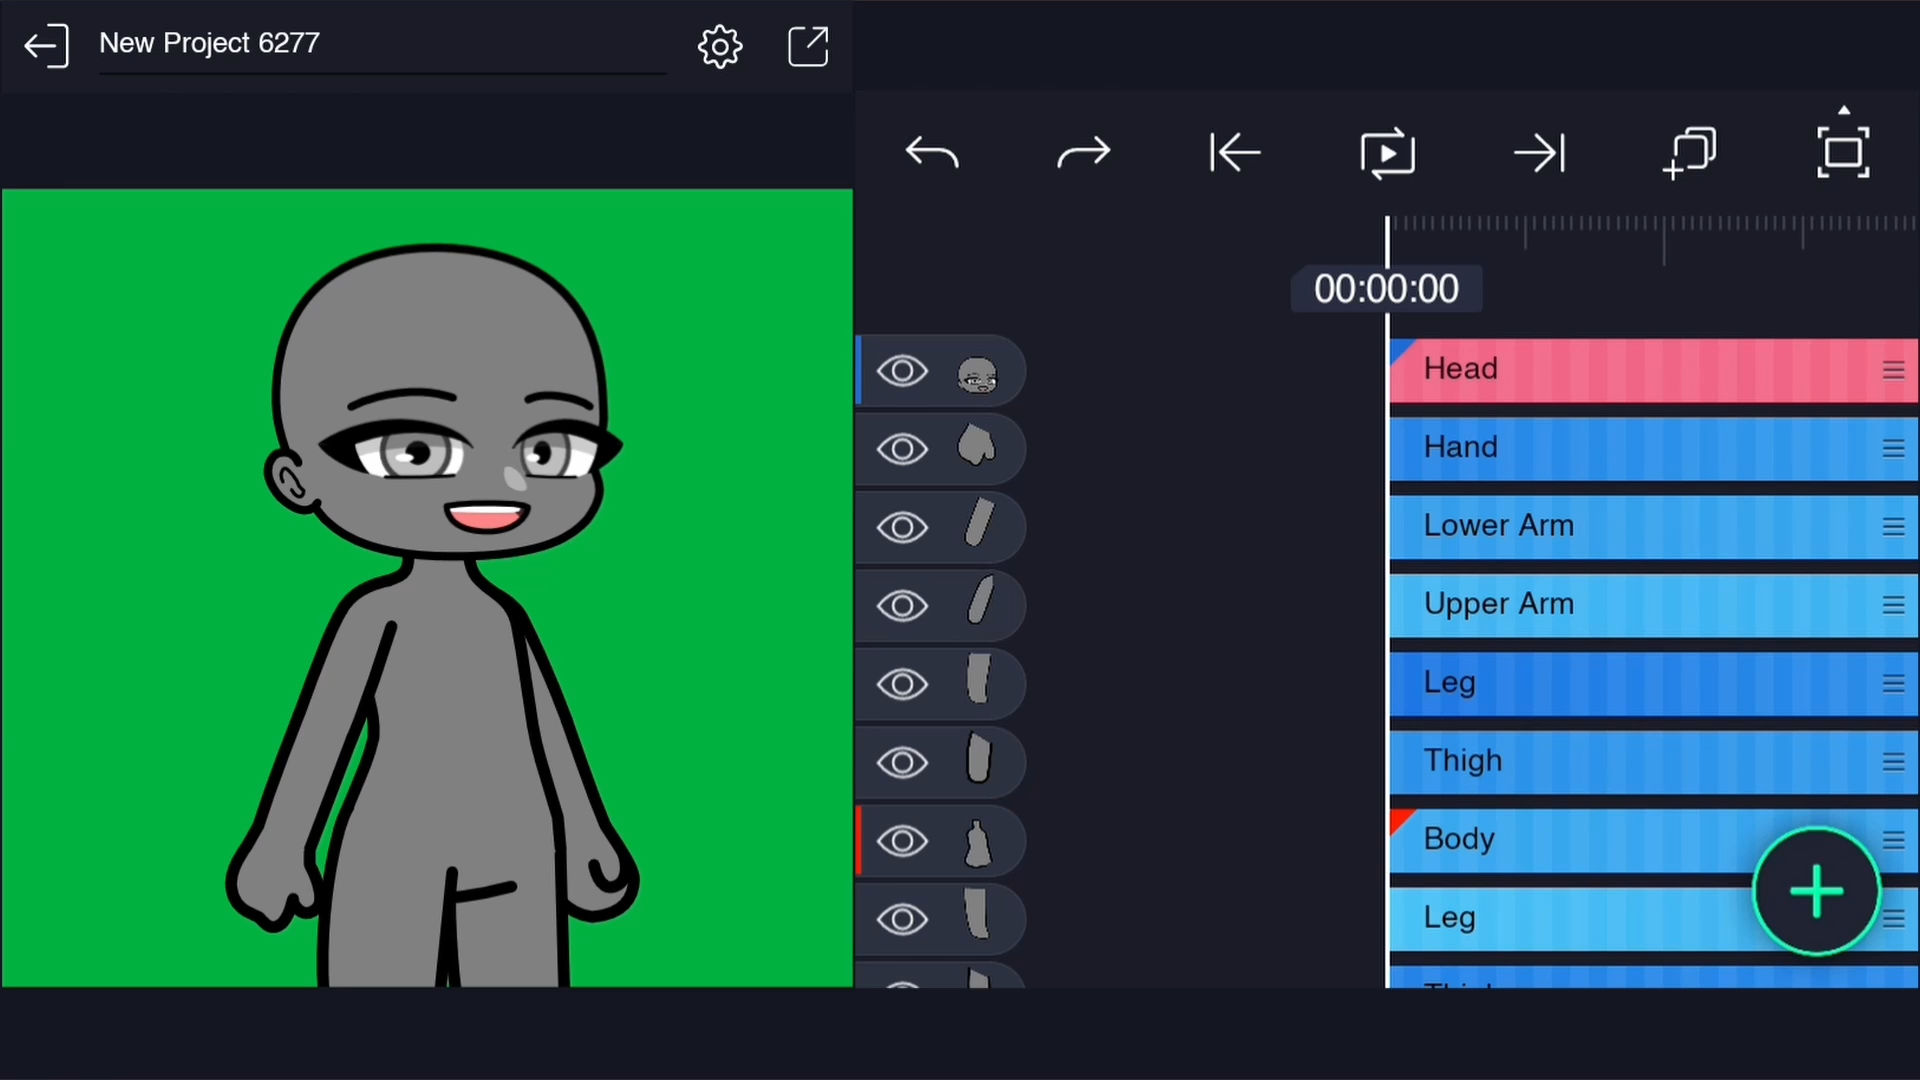 New Project 6277
00:00:00
Head
Hand
Lower Arm
Upper Arm
Leg
Thigh
Body
Leg